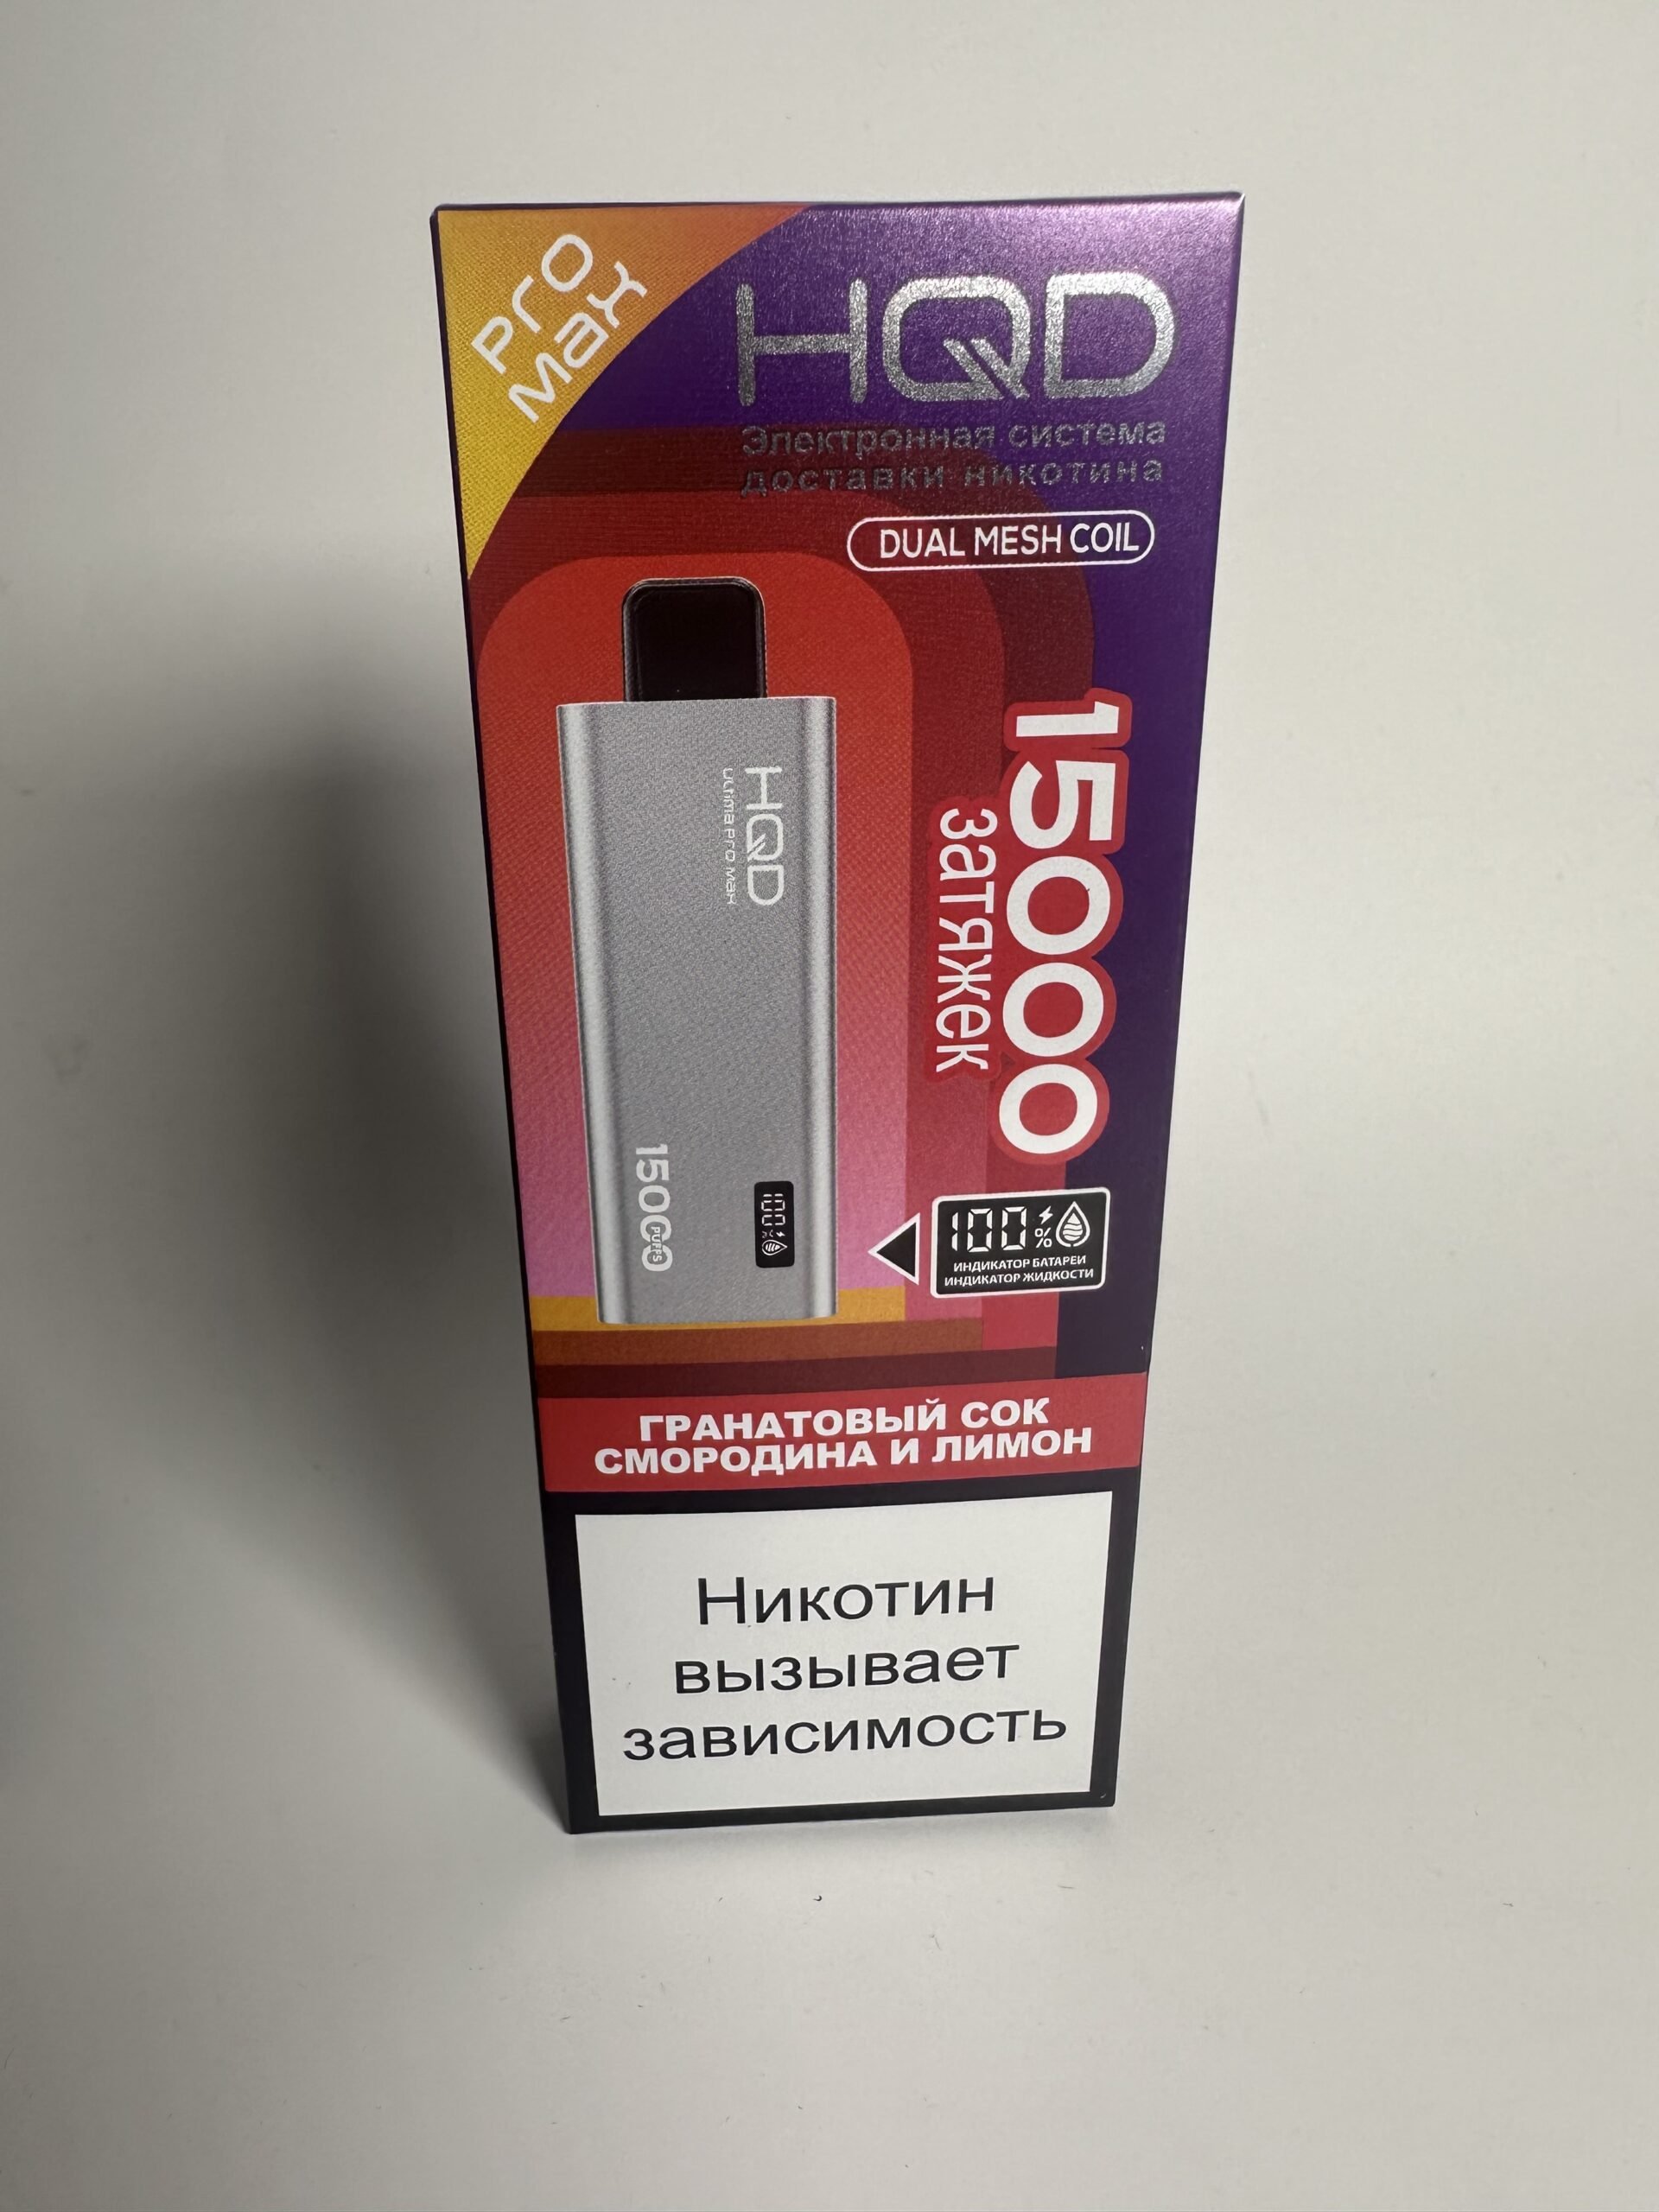 Pro
Max
HQD
Электронная система
доставки никотина
DUAL MESH COIL
HQD
Ultima Pro Max
15000
PUFFS
100%
15000
затяжек
100%
ИНДИКАТОР БАТАРЕИ
ИНДИКАТОР ЖИДКОСТИ
ГРАНАТОВЫЙ СОК
СМОРОДИНА И ЛИМОН
Никотин
вызывает
зависимость